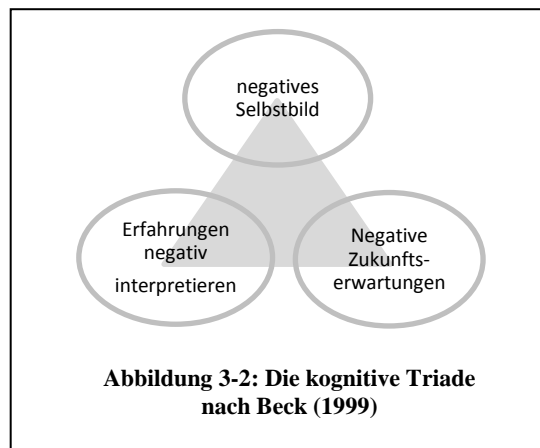 negatives
Selbstbild
Erfahrungen
negativ
interpretieren
Negative
Zukunfts-
erwartungen
Abbildung 3-2: Die kognitive Triade
nach Beck (1999)